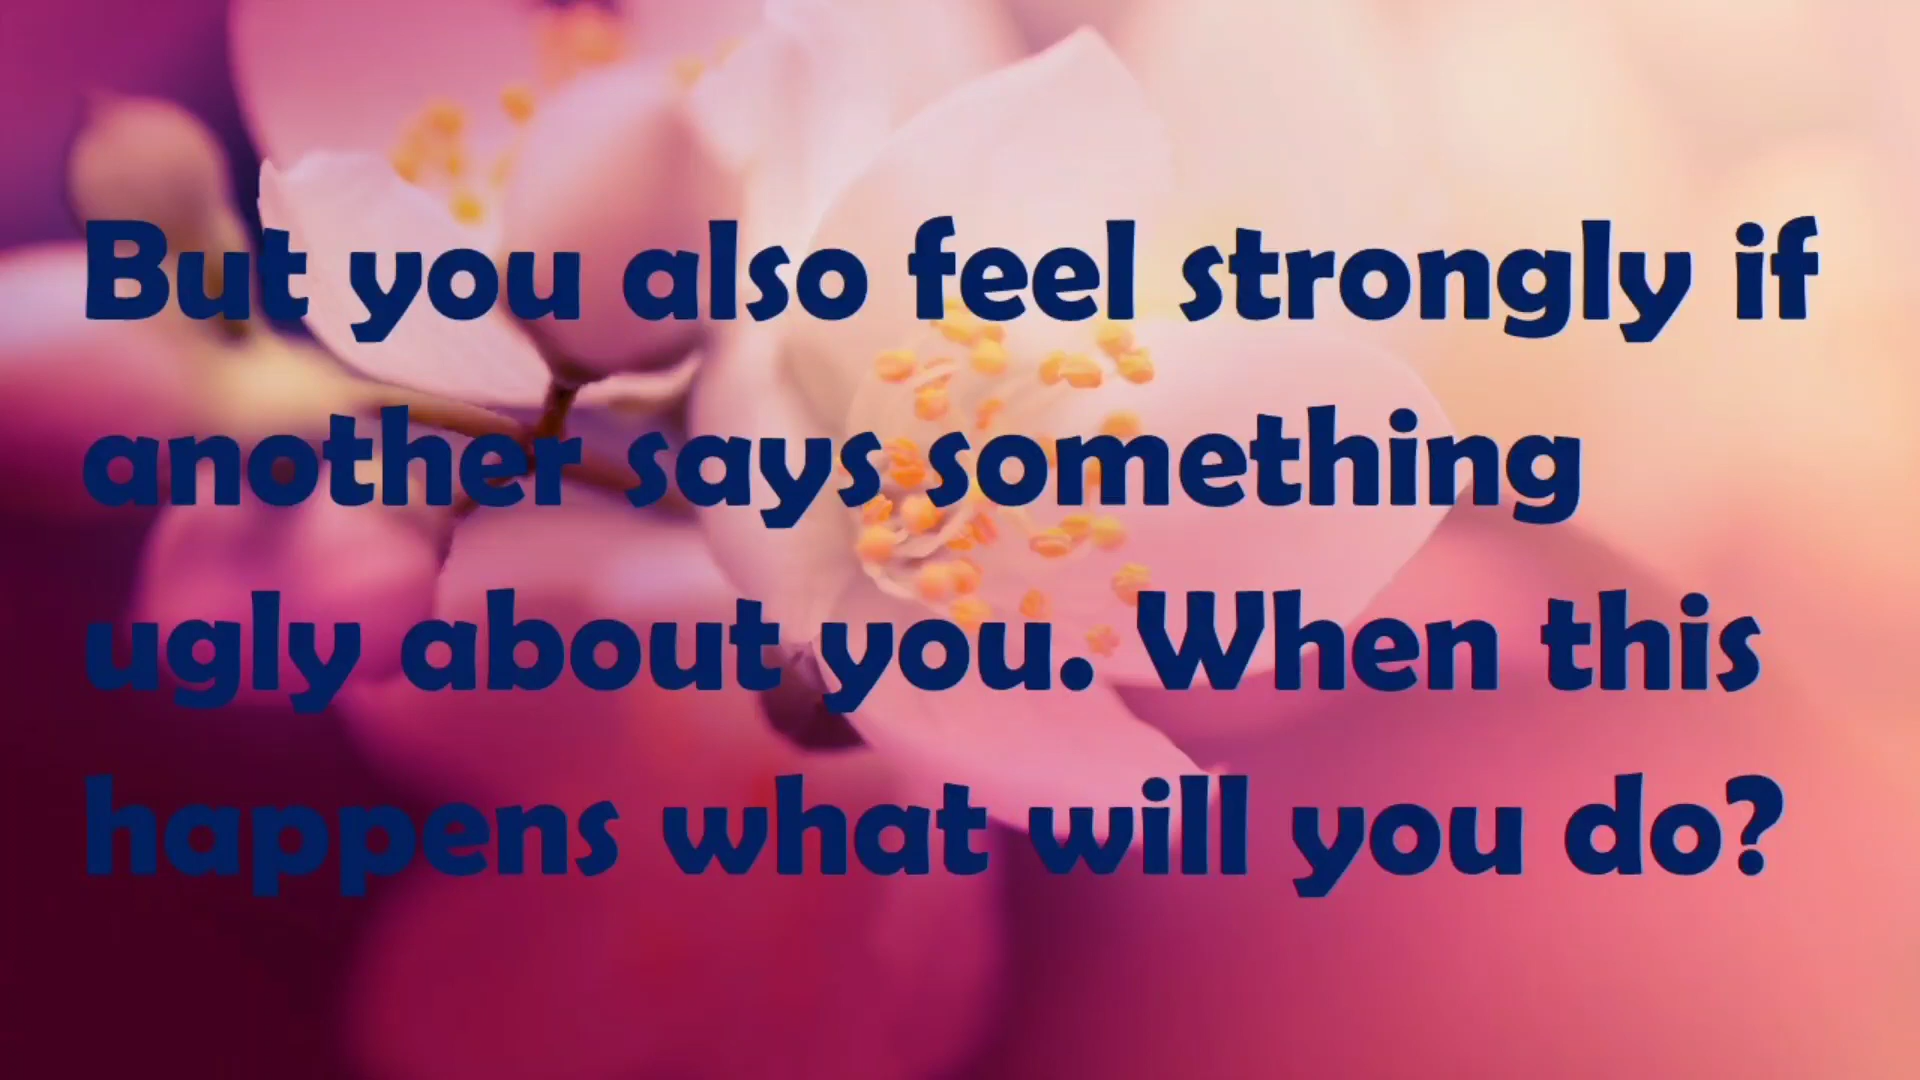 But you also feel strongly if
another says something
ugly about you. When this
happens what will you do?